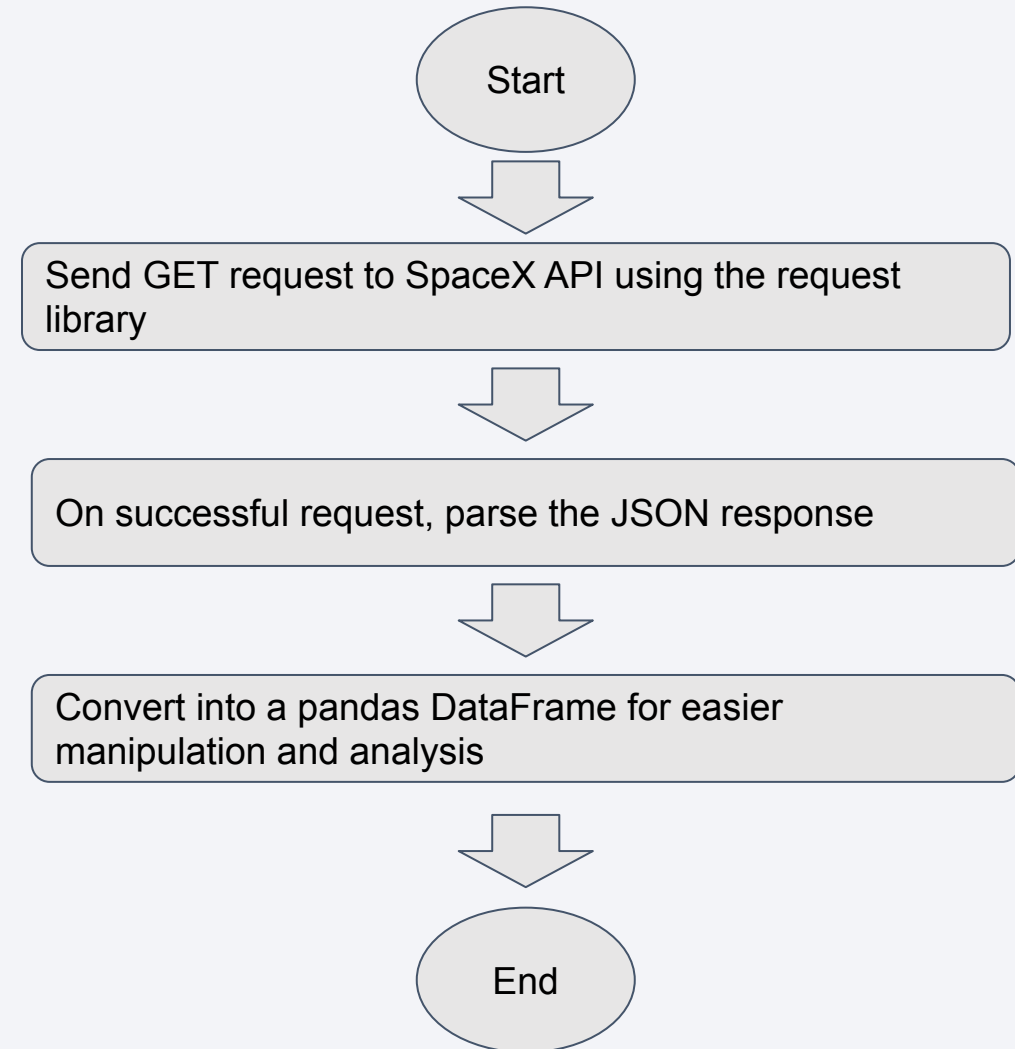 Start
Send GET request to SpaceX API using the request
library
On successful request, parse the JSON response
Convert into a pandas DataFrame for easier
manipulation and analysis
End